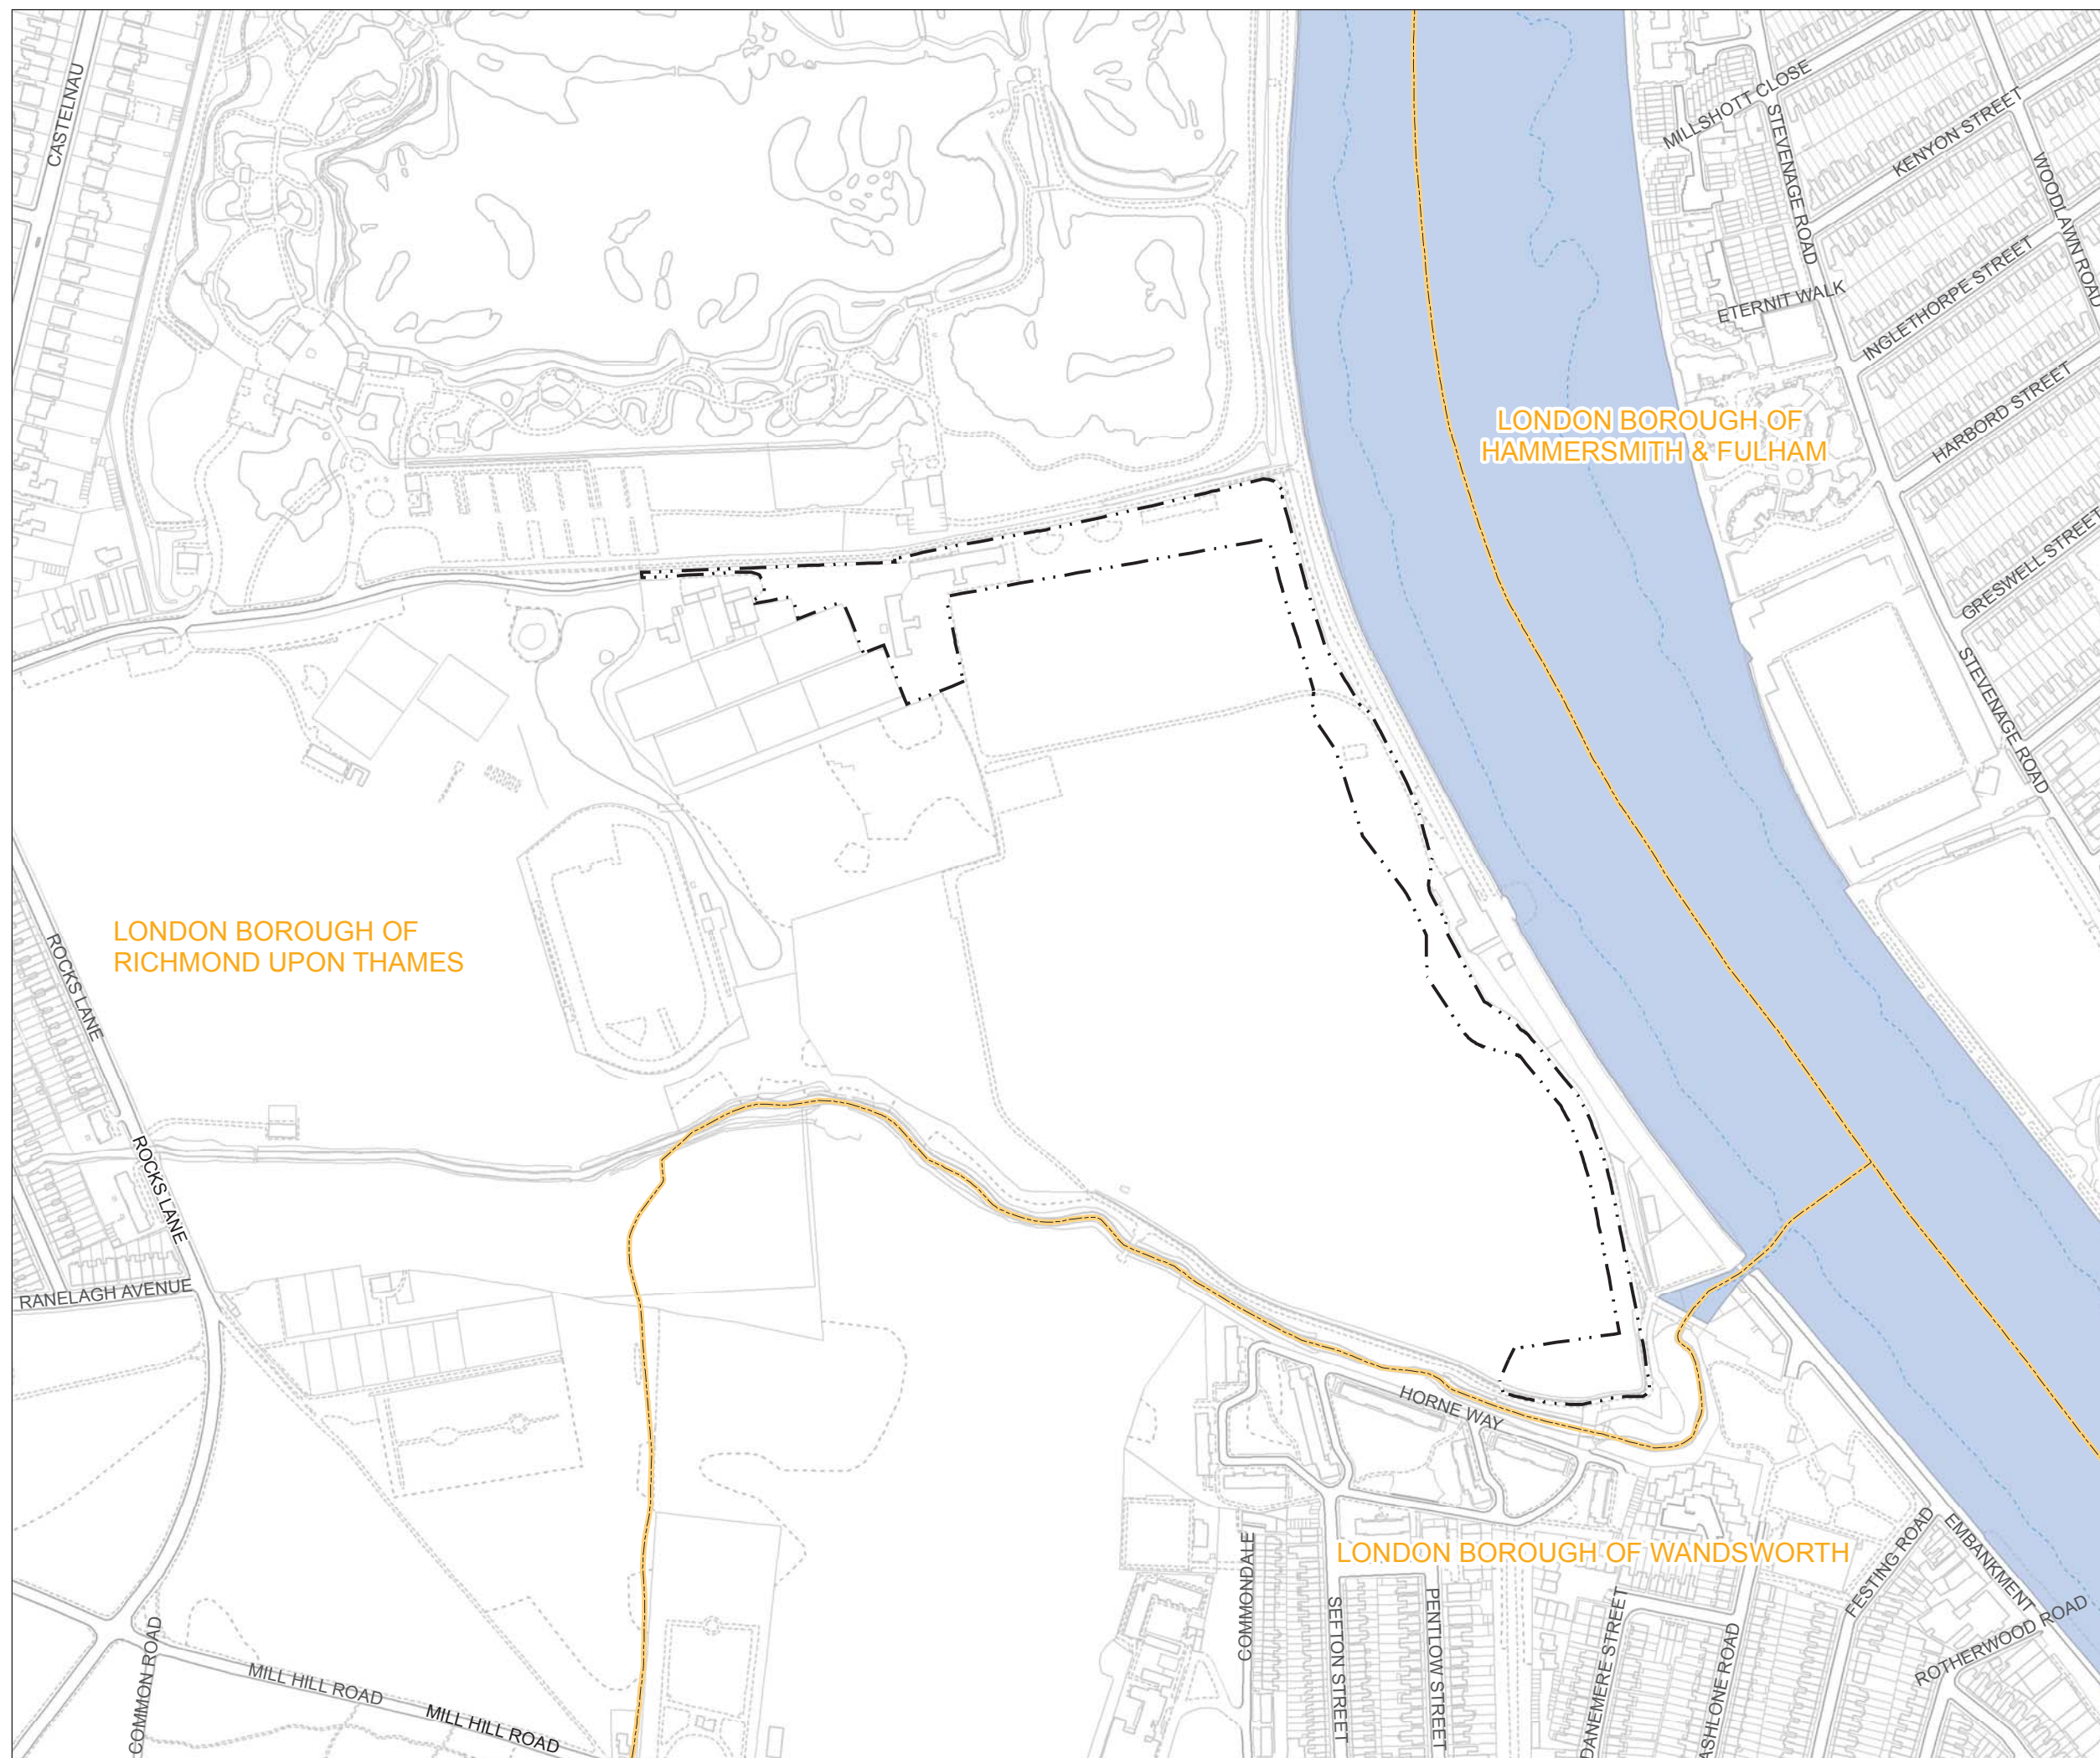 CASTELNAU
MILLSHOTT CLOSE
STEVENAGE ROAD
KENYON STREET
WOODLAWN ROAD
ETERNIT WALK
INGLETHORPE STREET
HARBORD STREET
LONDON BOROUGH OF
HAMMERSMITH & FULHAM
GRESWELL STREET
STEVENAGE ROAD
LONDON BOROUGH OF
RICHMOND UPON THAMES
ROCKS LANE
ROCKS LANE
RANELAGH AVENUE
HORNE WAY
LONDON BOROUGH OF WANDSWORTH
COMMONDALE
SEFTON STREET
PENTLOW STREET
DANEMERE STREET
ASHLONE ROAD
FESTING ROAD
EMBANKMENT
ROTHERWOOD ROAD
COMMON ROAD
MILL HILL ROAD
MILL HILL ROAD